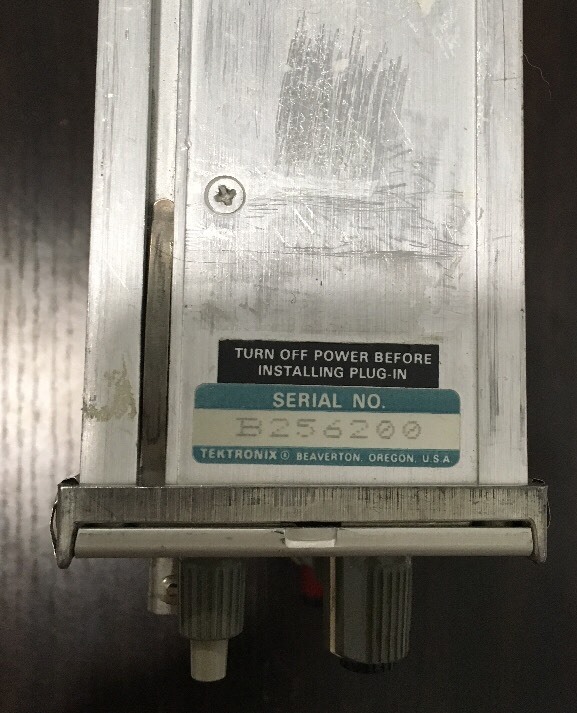 TURN OFF POWER BEFORE
INSTALLING PLUG-IN
SERIAL NO.
B256200
TEKTRONIX® BEAVERTON, OREGON, U.S.A